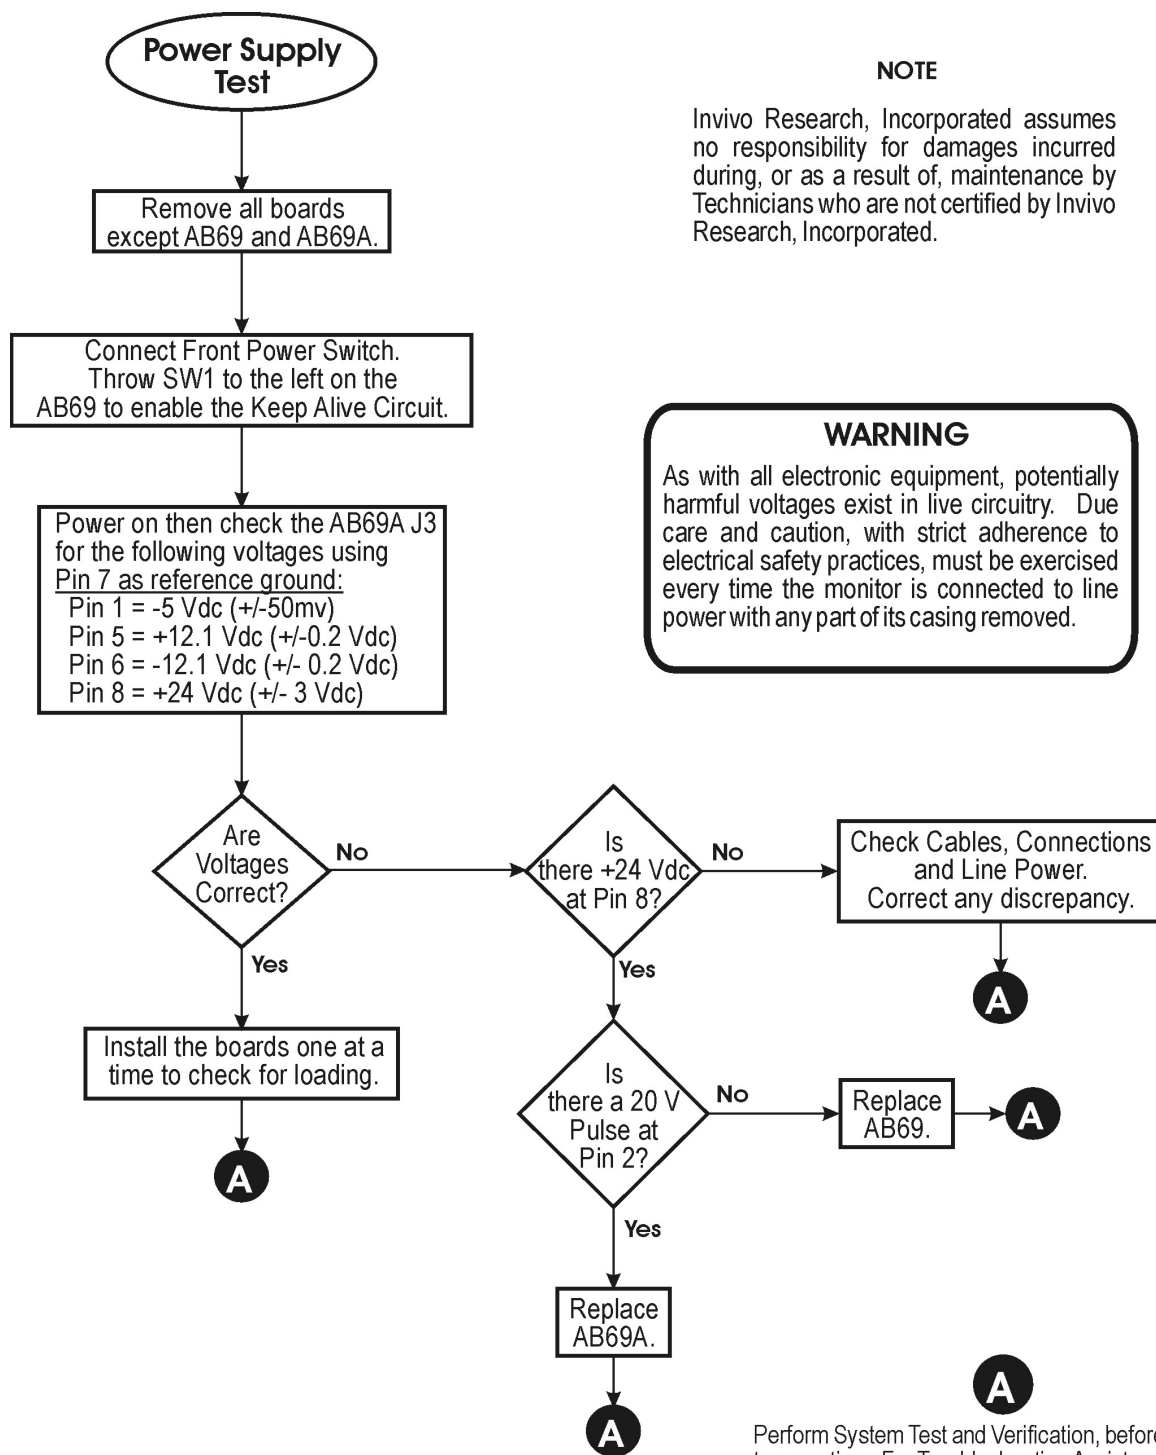 Power Supply
Test
NOTE
Invivo Research, Incorporated assumes
no responsibility for damages incurred
during, or as a result of, maintenance by
Technicians who are not certified by Invivo
Research, Incorporated.
Remove all boards
except AB69 and AB69A.
Connect Front Power Switch.
Throw SW1 to the left on the
AB69 to enable the Keep Alive Circuit.
WARNING
As with all electronic equipment, potentially
harmful voltages exist in live circuitry. Due
care and caution, with strict adherence to
electrical safety practices, must be exercised
every time the monitor is connected to line
power with any part of its casing removed.
Power on then check the AB69A J3
for the following voltages using
Pin 7 as reference ground:
Pin 1 = -5 Vdc (+/-50mv)
Pin 5 = +12.1 Vdc (+/-0.2 Vdc)
Pin 6 = -12.1 Vdc (+/- 0.2 Vdc)
Pin 8 = +24 Vdc (+/- 3 Vdc)
Are
Voltages
Correct?
No
Is
there +24 Vdc
at Pin 8?
No
Check Cables, Connections
and Line Power.
Correct any discrepancy.
A
Yes
Yes
Install the boards one at a
time to check for loading.
A
Is
there a 20 V
Pulse at
Pin 2?
No
Replace
AB69.
A
Yes
Replace
AB69A.
A
A
Perform System Test and Verification, before